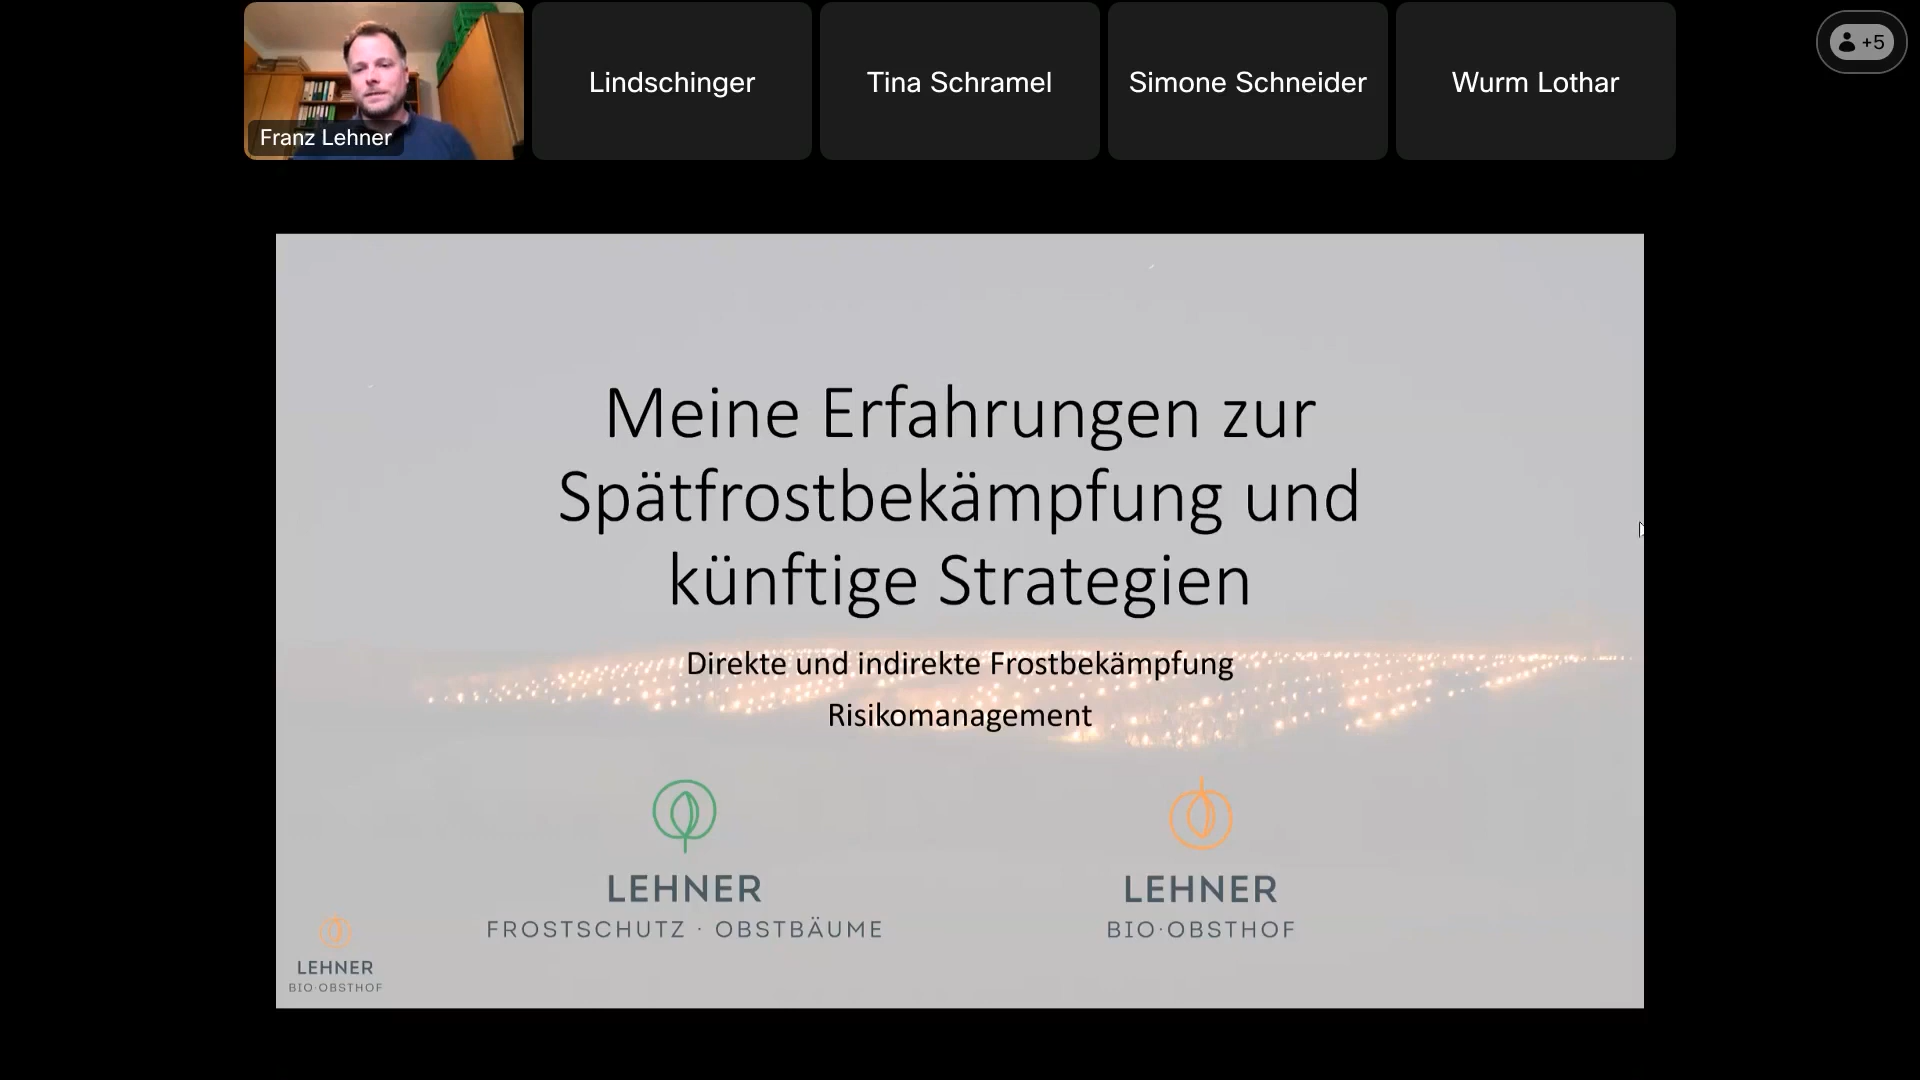 Franz Lehner
Lindschinger
Tina Schramel
Simone Schneider
Wurm Lothar
+5
Meine Erfahrungen zur
Spätfrostbekämpfung und
künftige Strategien
Direkte und indirekte Frostbekämpfung
Risikomanagement
LEHNER
FROSTSCHUTZ · OBSTBÄUME
LEHNER
BIO·OBSTHOF
LEHNER
BIO·OBSTHOF